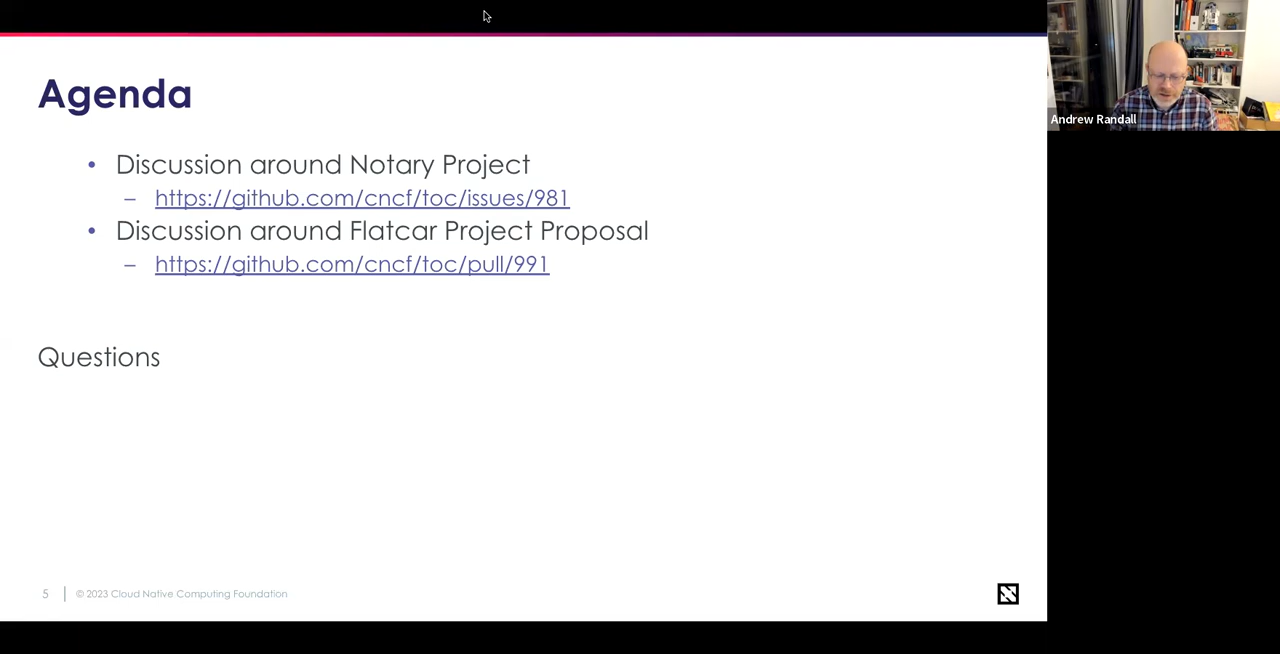 Agenda
• Discussion around Notary Project
– https://github.com/cncf/toc/issues/981
• Discussion around Flatcar Project Proposal
– https://github.com/cncf/toc/pull/991
Questions
5 | © 2023 Cloud Native Computing Foundation
Andrew Randall